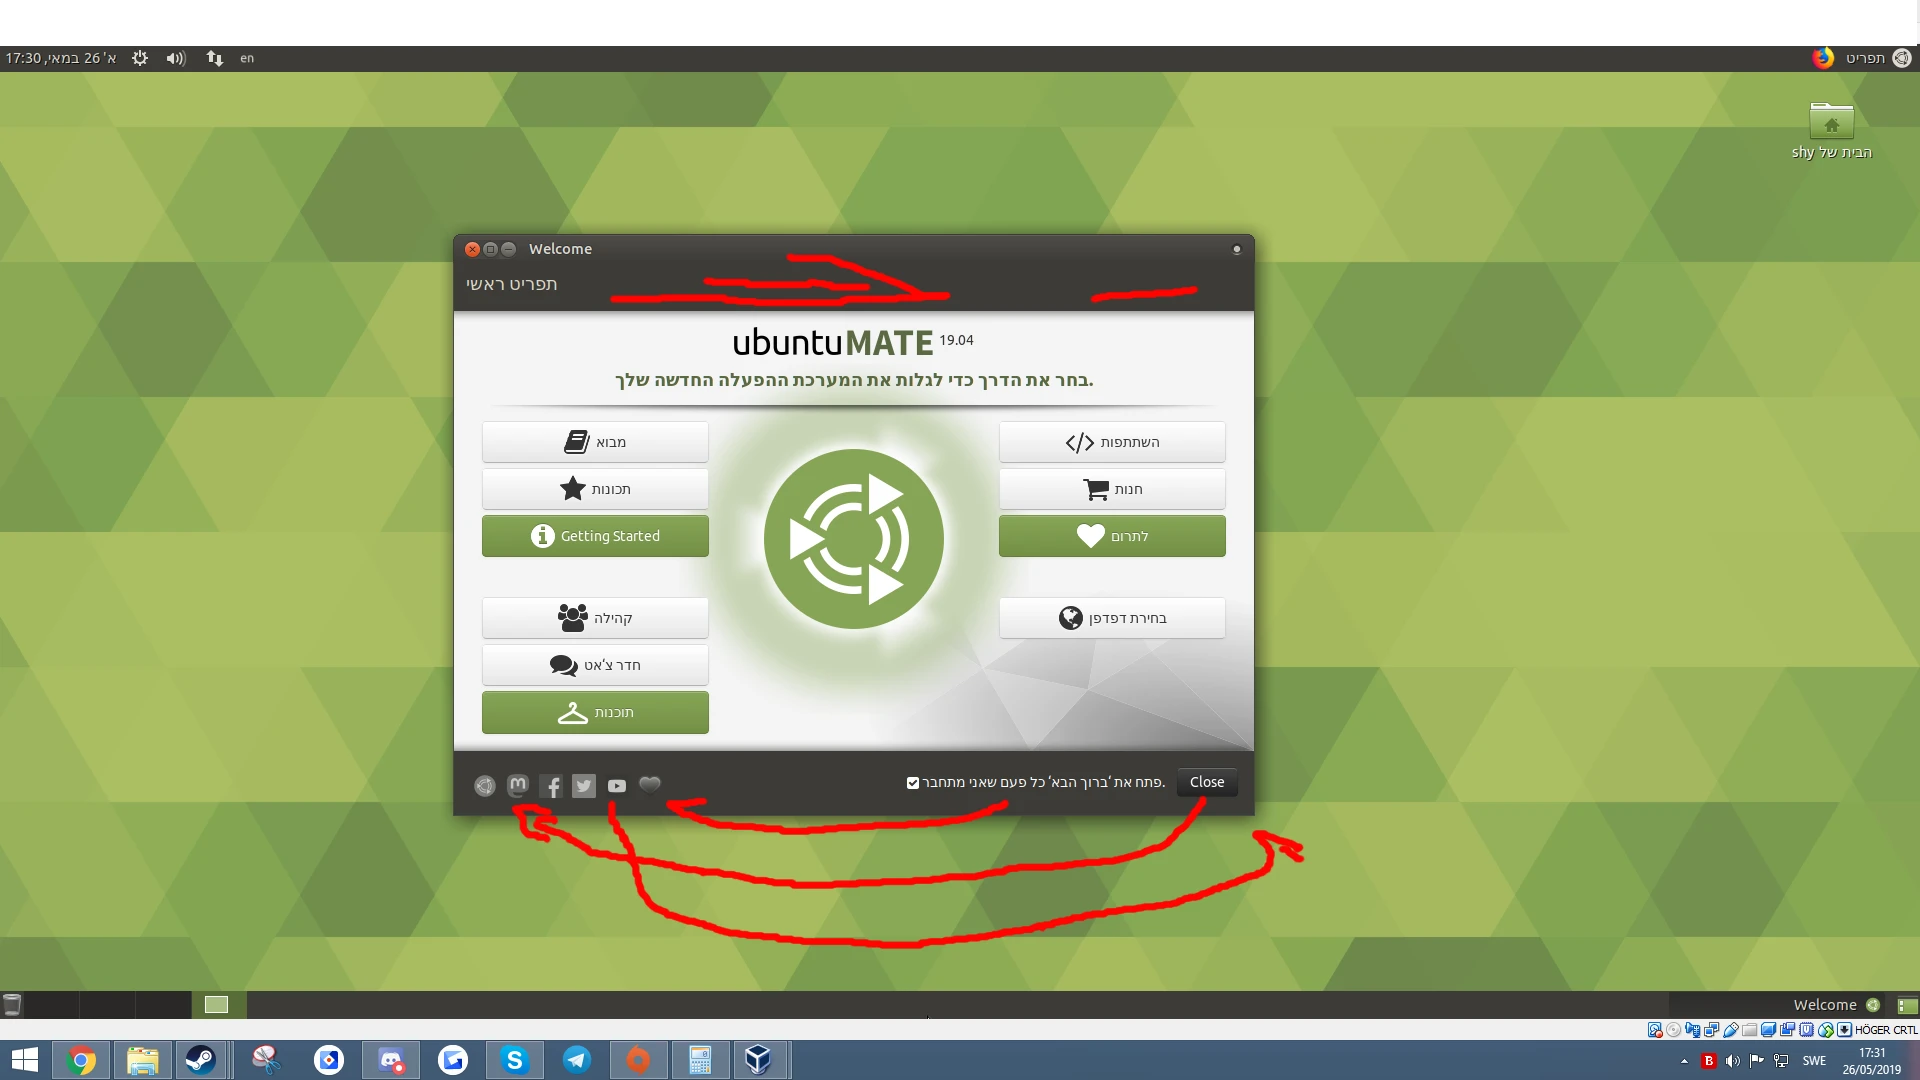 א' 26 במאי, 17:30
en
תפריט
הבית של shy
Welcome
תפריט ראשי
ubuntu MATE 19.04
בחר את הדרך כדי לגלות את המערכת ההפעלה החדשה שלך.
מבוא
השתתפות
תכונות
חנות
Getting Started
לתרום
קהילה
בחירת דפדפן
חדר צ'אט
תוכנות
פתח את 'ברוך הבא' כל פעם שאני מתחבר.
Close
Welcome
HÖGER CRTL
SWE
17:31
26/05/2019